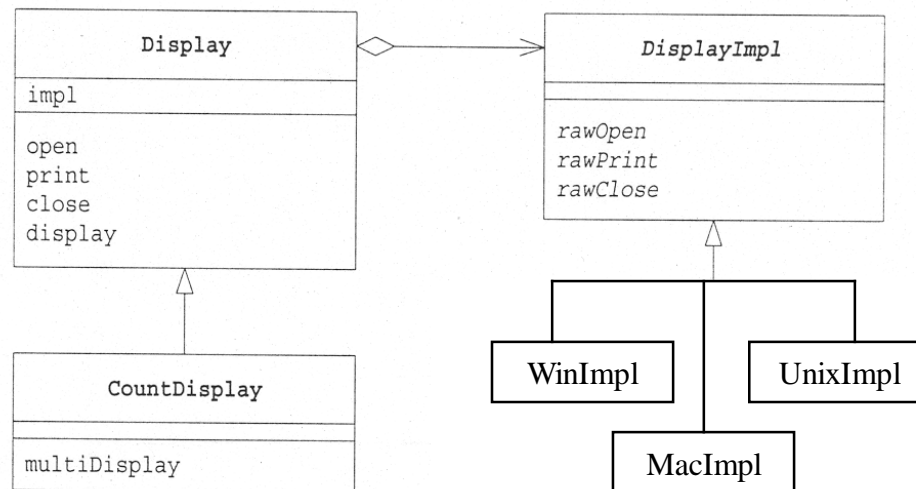 Display
impl
open
print
close
display
DisplayImpl
rawOpen
rawPrint
rawClose
CountDisplay
multiDisplay
WinImpl
UnixImpl
MacImpl